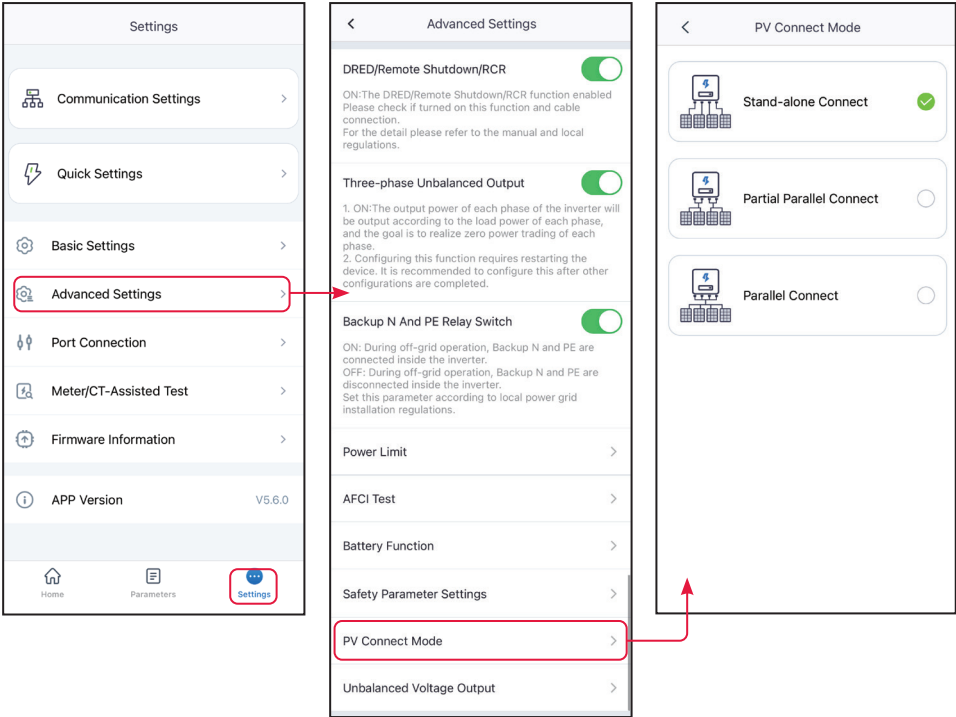 Settings
Communication Settings
Quick Settings
Basic Settings
Advanced Settings
Port Connection
Meter/CT-Assisted Test
Firmware Information
APP Version V5.6.0
Home Parameters Settings
Advanced Settings
DRED/Remote Shutdown/RCR
ON:The DRED/Remote Shutdown/RCR function enabled
Please check if turned on this function and cable
connection.
For the detail please refer to the manual and local
regulations.
Three-phase Unbalanced Output
1. ON:The output power of each phase of the inverter will
be output according to the load power of each phase,
and the goal is to realize zero power trading of each
phase.
2. Configuring this function requires restarting the
device. It is recommended to configure this after other
configurations are completed.
Backup N And PE Relay Switch
ON: During off-grid operation, Backup N and PE are
connected inside the inverter.
OFF: During off-grid operation, Backup N and PE are
disconnected inside the inverter.
Set this parameter according to local power grid
installation regulations.
Power Limit
AFCI Test
Battery Function
Safety Parameter Settings
PV Connect Mode
Unbalanced Voltage Output
PV Connect Mode
Stand-alone Connect
Partial Parallel Connect
Parallel Connect